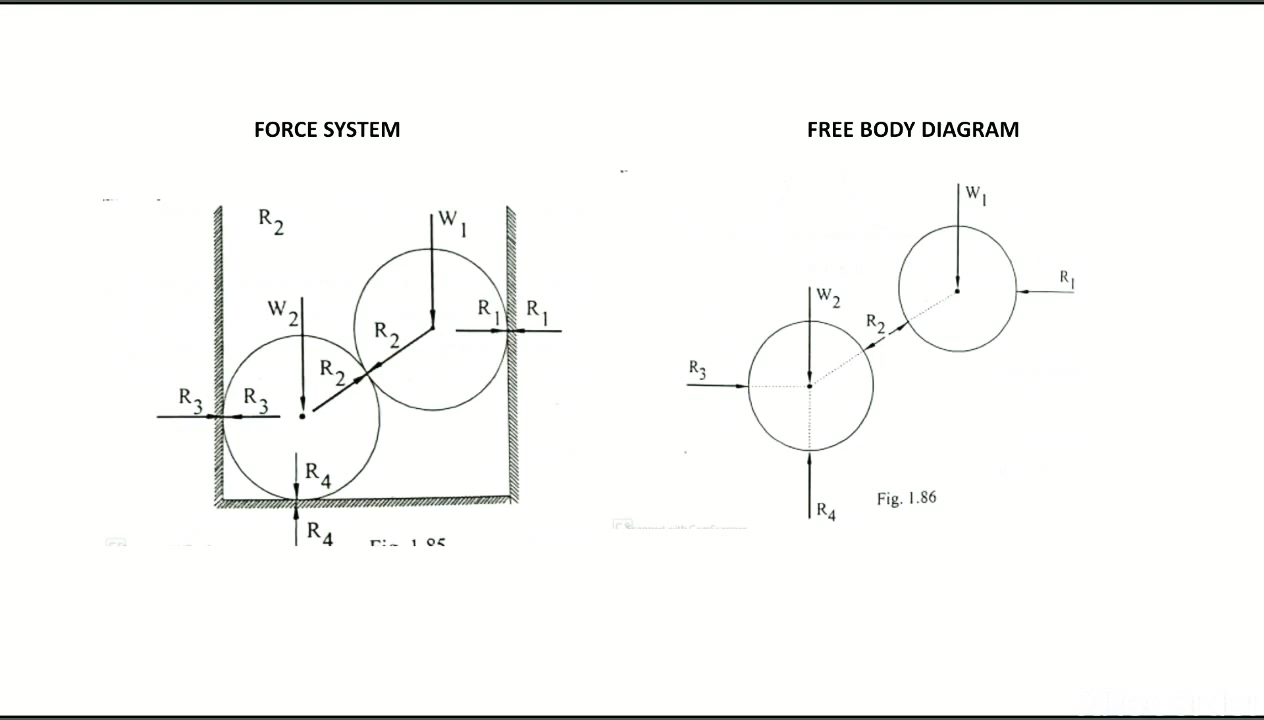 FORCE SYSTEM
FREE BODY DIAGRAM
R2
W1
W2
R1 R1
R2
R2
R3 R3
R4
R4
W1
R1
W2
R2
R3
R4
Fig. 1.86